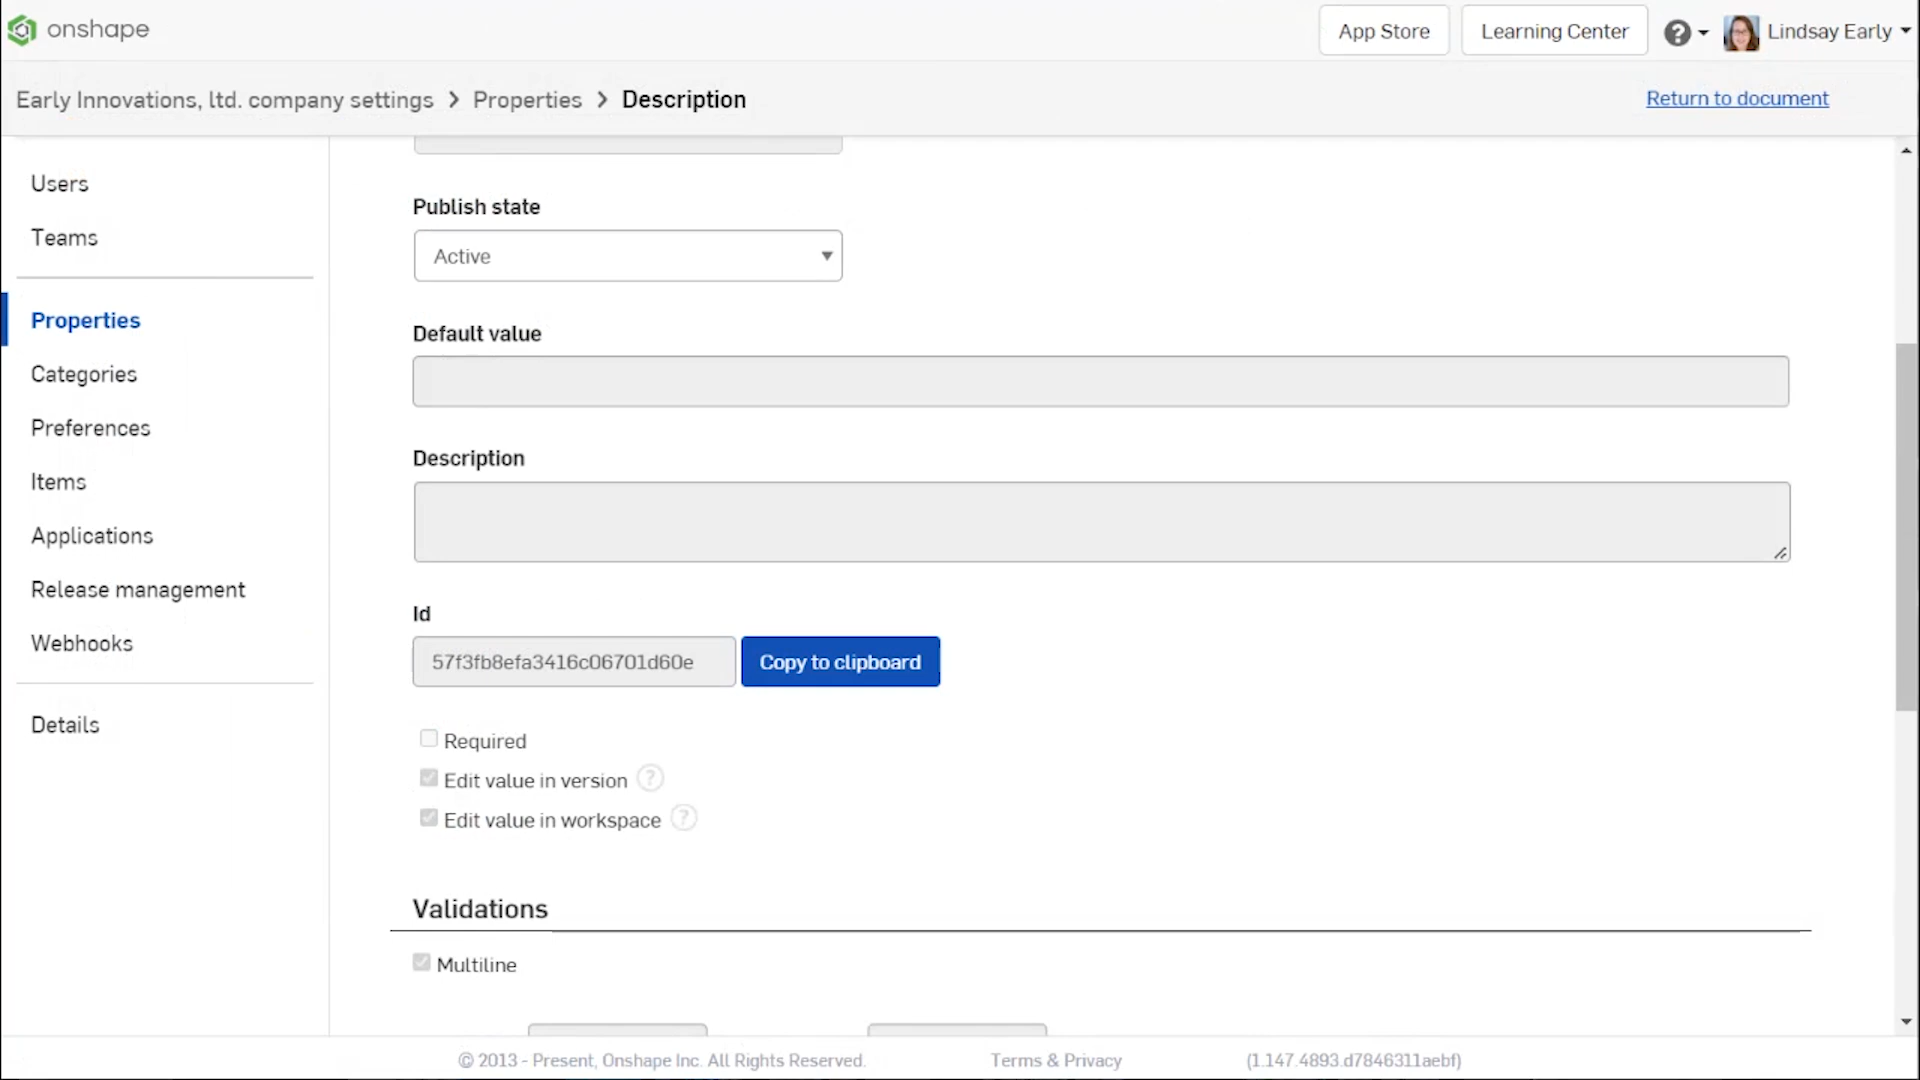 onshape
App Store
Learning Center
?
Lindsay Early
Early Innovations, ltd. company settings > Properties > Description
Return to document
Users
Teams
Properties
Categories
Preferences
Items
Applications
Release management
Webhooks
Details
Publish state
Active
Default value
Description
Id
57f3fb8efa3416c06701d60e
Copy to clipboard
Required
Edit value in version ?
Edit value in workspace ?
Validations
Multiline
© 2013 - Present, Onshape Inc. All Rights Reserved.
Terms & Privacy
(1.147.4893.d7846311aebf)